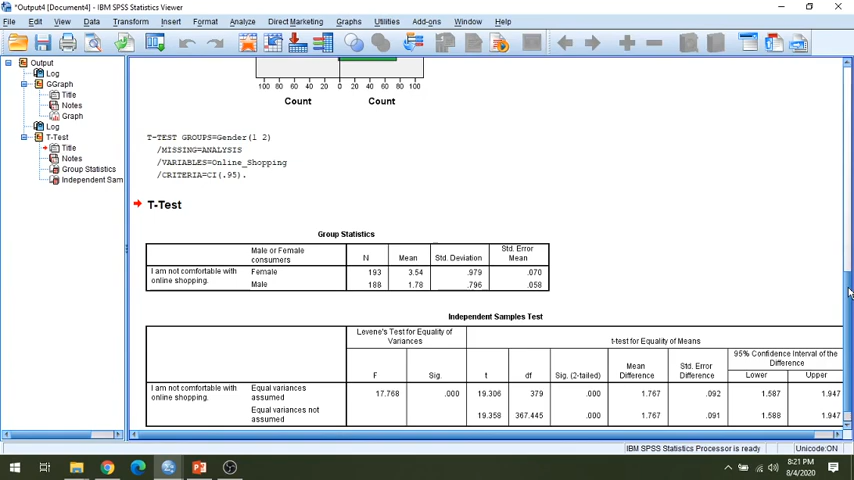 *Output4 [Document4] - IBM SPSS Statistics Viewer
File Edit View Data Transform Insert Format Analyze Direct Marketing Graphs Utilities Add-ons Window Help
Output
Log
GGraph
Title
Notes
Graph
Log
T-Test
Title
Notes
Group Statistics
Independent Sam
100 80 60 40 20 0 20 40 60 80 100
Count Count
T-TEST GROUPS=Gender(1 2)
/MISSING=ANALYSIS
/VARIABLES=Online_Shopping
/CRITERIA=CI(.95).
T-Test
Group Statistics
Male or Female consumers N Mean Std. Deviation Std. Error Mean
I am not comfortable with online shopping. Female 193 3.54 .979 .070
Male 188 1.78 .796 .058
Independent Samples Test
Levene's Test for Equality of Variances t-test for Equality of Means
F Sig. t df Sig. (2-tailed) Mean Difference Std. Error Difference 95% Confidence Interval of the Difference
Lower Upper
I am not comfortable with online shopping. Equal variances assumed 17.768 .000 19.306 379 .000 1.767 .092 1.587 1.947
Equal variances not assumed 19.358 367.445 .000 1.767 .091 1.588 1.947
IBM SPSS Statistics Processor is ready Unicode:ON
8:21 PM
8/4/2020